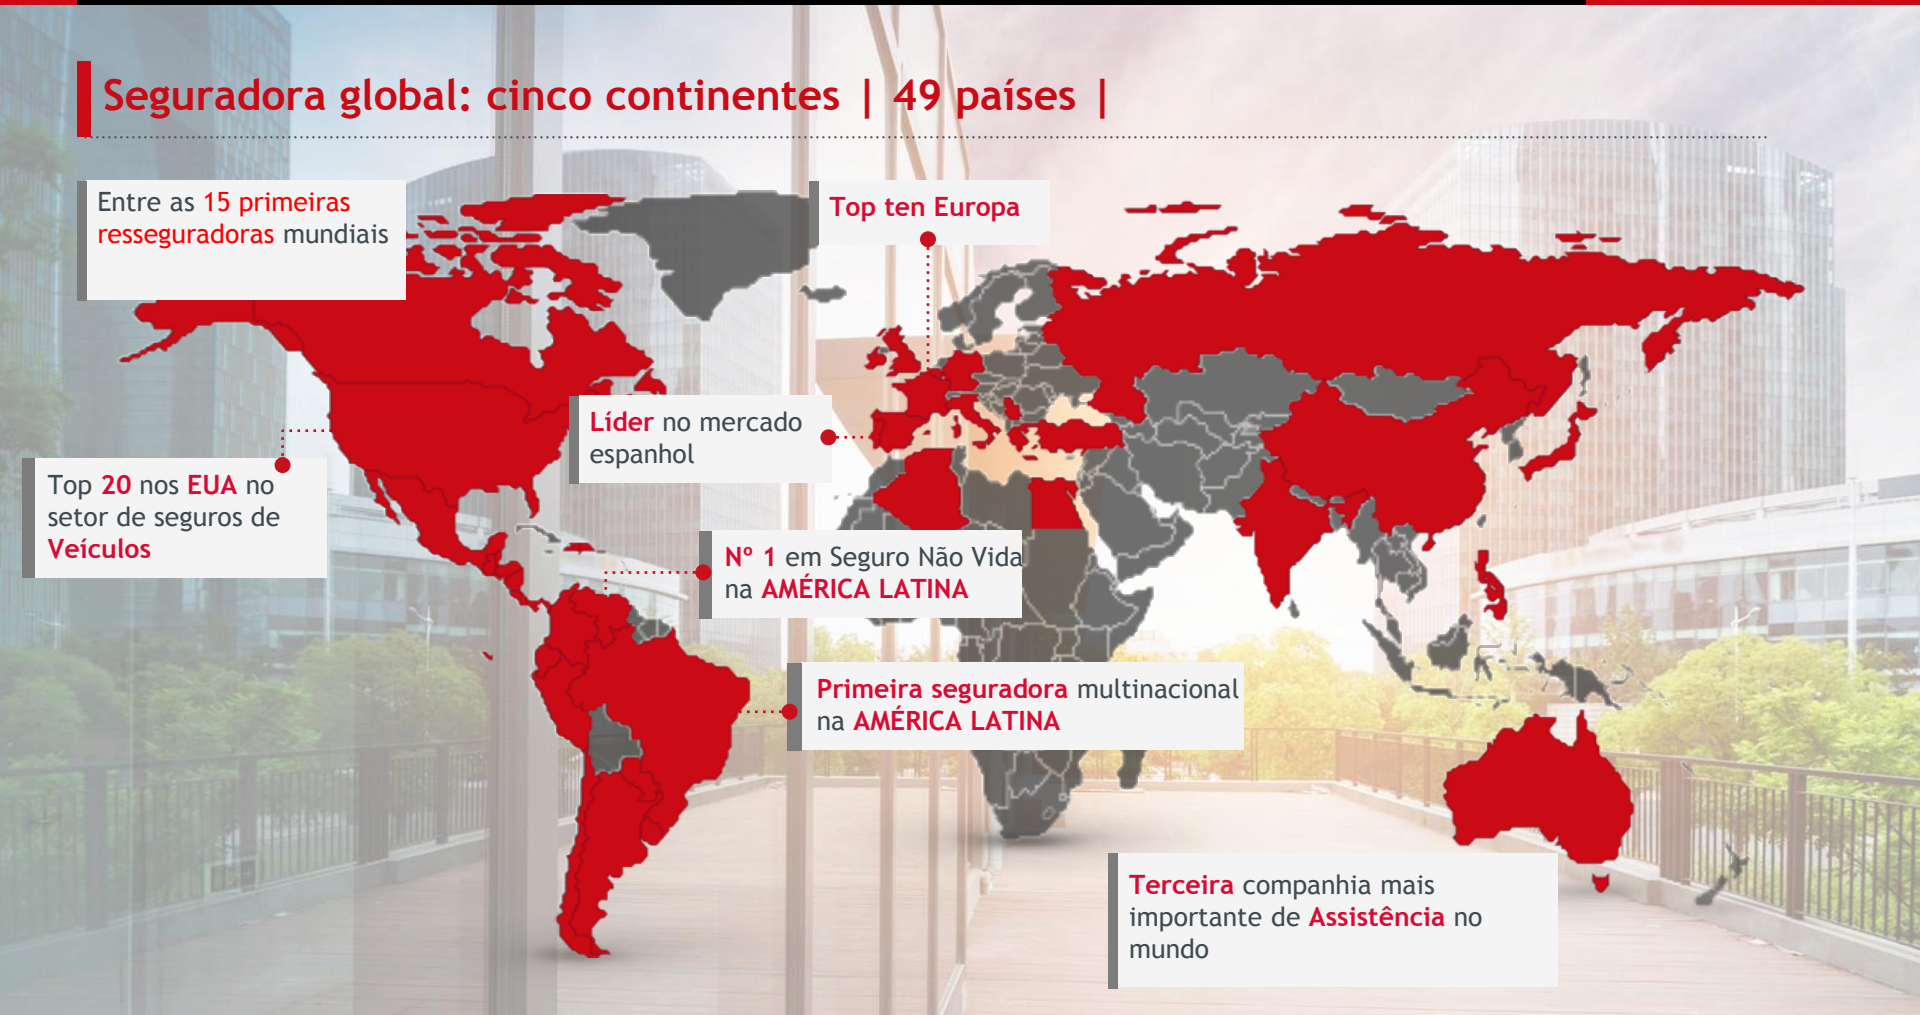 Seguradora global: cinco continentes | 49 países |
Entre as 15 primeiras
resseguradoras mundiais
Top ten Europa
Líder no mercado
espanhol
Top 20 nos EUA no
setor de seguros de
Veículos
Nº 1 em Seguro Não Vida
na AMÉRICA LATINA
Primeira seguradora multinacional
na AMÉRICA LATINA
Terceira companhia mais
importante de Assistência no
mundo